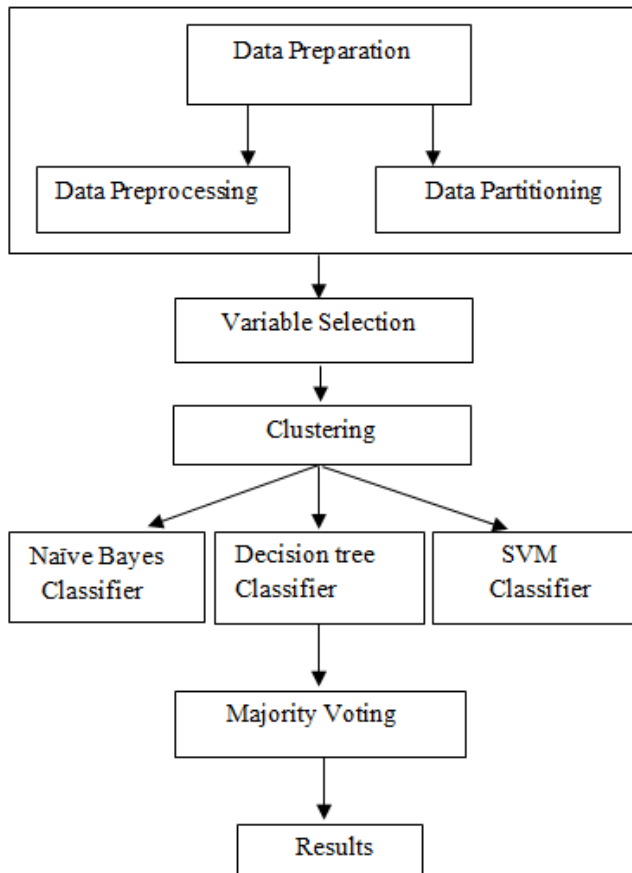 Data Preparation
Data Preprocessing
Data Partitioning
Variable Selection
Clustering
Naīve Bayes
Classifier
Decision tree
Classifier
SVM
Classifier
Majority Voting
Results